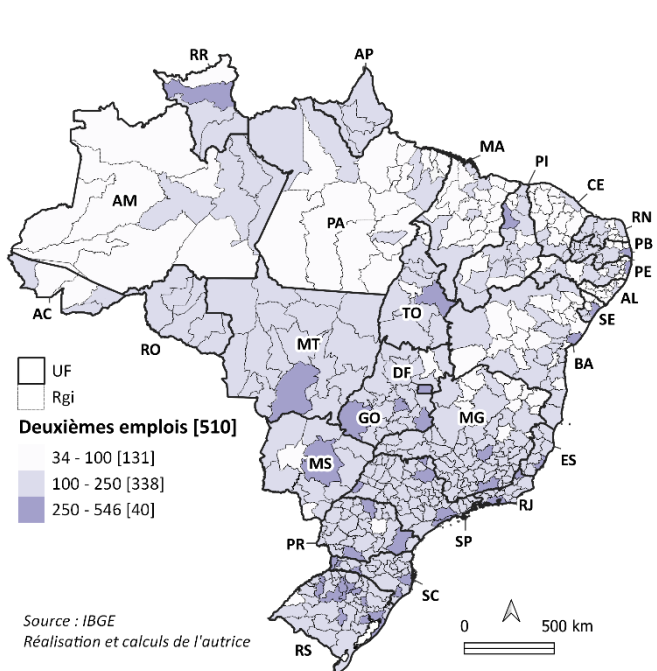 RR
AP
MA
PI
CE
AM
PA
RN
PB
PE
AL
SE
TO
AC
RO
MT
BA
DF
GO
MG
MS
ES
RJ
SP
PR
SC
RS
UF
Rgi
Deuxièmes emplois [510]
34 - 100 [131]
100 - 250 [338]
250 - 546 [40]
Source : IBGE
Réalisation et calculs de l'autrice
0 500 km